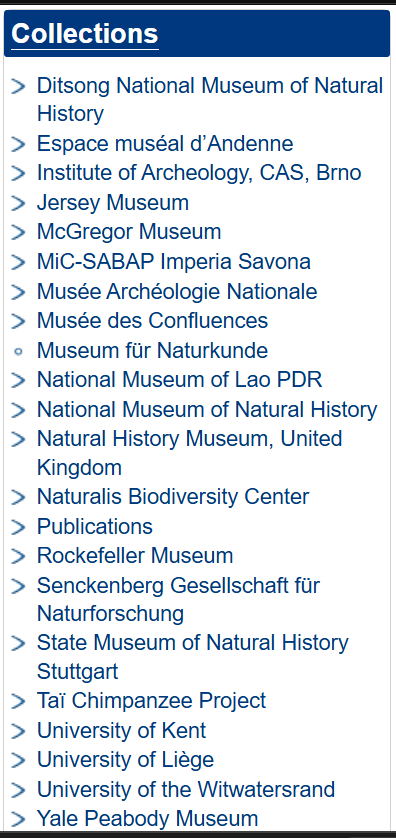 Collections
Ditsong National Museum of Natural
History
Espace muséal d’Andenne
Institute of Archeology, CAS, Brno
Jersey Museum
McGregor Museum
MiC-SABAP Imperia Savona
Musée Archéologie Nationale
Musée des Confluences
Museum für Naturkunde
National Museum of Lao PDR
National Museum of Natural History
Natural History Museum, United
Kingdom
Naturalis Biodiversity Center
Publications
Rockefeller Museum
Senckenberg Gesellschaft für
Naturforschung
State Museum of Natural History
Stuttgart
Taï Chimpanzee Project
University of Kent
University of Liège
University of the Witwatersrand
Yale Peabody Museum